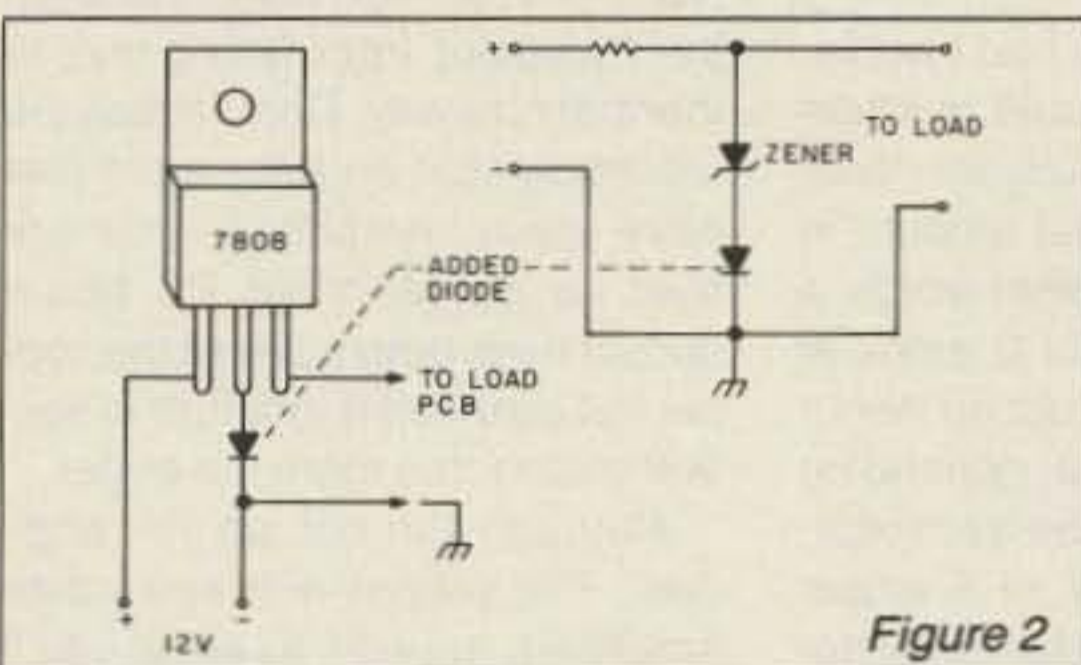 7808
ADDED
DIODE
TO LOAD
PCB
+
-
12V
+
-
ZENER
TO LOAD
Figure 2